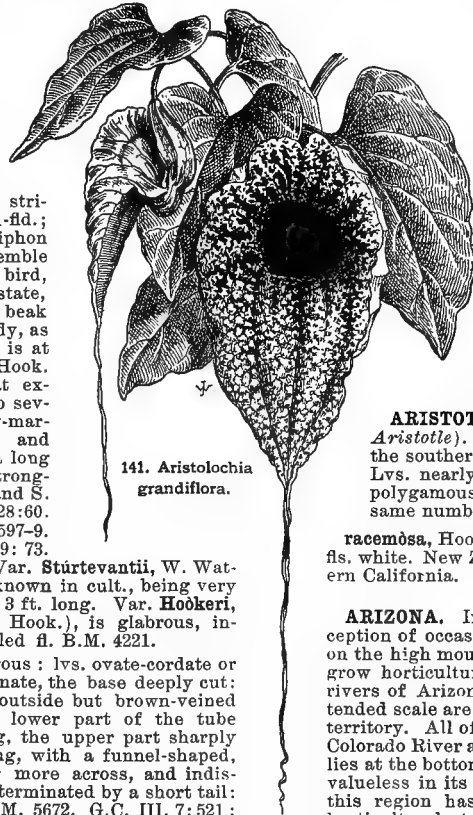 stri-
-fld.;
iphon
emble
bird,
state,
beak
dly, as
is at
Hook.
at ex-
o sev-
y-mar-
and
long
trong-
and S.
28:60.
597-9.
9: 73.
Var. Stúrtevantii, W. Wat-
known in cult., being very
3 ft. long. Var. Hoòkeri,
Hook.), is glabrous, in-
led fl. B.M. 4221.
rous : lvs. ovate-cordate or
nate, the base deeply cut:
outside but brown-veined
lower part of the tube
g, the upper part sharply
ng, with a funnel-shaped,
more across, and indis-
terminated by a short tail:
M. 5672. G.C. III. 7:521 :
141. Aristolochia
grandiflora.
ARISTOT
Aristotle).
the souther
Lvs. nearly
polygamous
same numb
racemòsa, Hoo
fls. white. New Z
ern California.
ARIZONA. I
ception of occas
on the high mou
grow horticultu
rivers of Arizon
tended scale are
territory. All of
Colorado River a
lies at the bottom
valueless in its
this region has